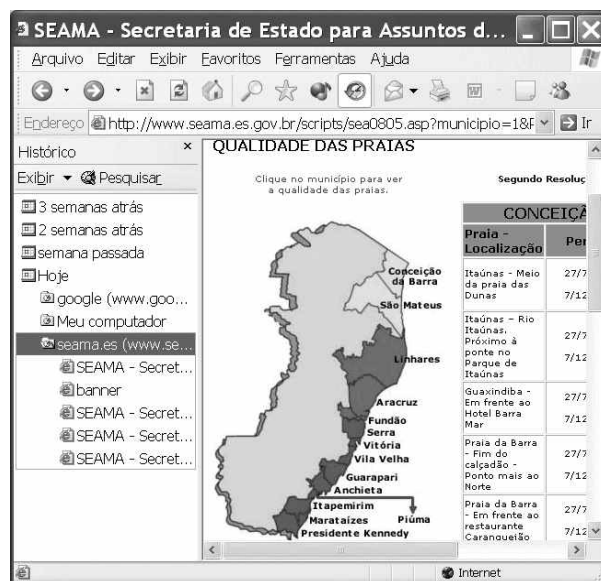 SEAMA - Secretaria de Estado para Assuntos d...
Arquivo Editar Exibir Favoritos Ferramentas Ajuda
Endereço http://www.seama.es.gov.br/scripts/sea0805.asp?municipio=1&F Ir
Histórico ×
Exibir Pesquisar
3 semanas atrás
2 semanas atrás
semana passada
Hoje
google (www.goo...
Meu computador
seama.es (www.se...
SEAMA - Secret...
banner
SEAMA - Secret...
SEAMA - Secret...
SEAMA - Secret...
QUALIDADE DAS PRAIAS
Clique no município para ver
a qualidade das praias.
Segundo Resoluç
Conceição
da Barra
São Mateus
Linhares
Aracruz
Fundão
Serra
Vitória
Vila Velha
Guarapari
Anchieta
Itapemirim
Marataízes
Piúma
Presidente Kennedy
CONCEIÇÃ
Praia -
Localização
Per
Itaúnas - Meio
da praia das
Dunas
27/7
7/12
Itaúnas - Rio
Itaúnas.
Próximo à
ponte no
Parque de
Itaúnas
27/7
7/12
Guaxindiba -
Em frente ao
Hotel Barra
Mar
27/7
7/12
Praia da Barra
- Fim do
calçadão -
Ponto mais ao
Norte
27/7
7/12
Praia da Barra
- Em frente ao
restaurante
Caranguejão
27/7
7/12
Internet